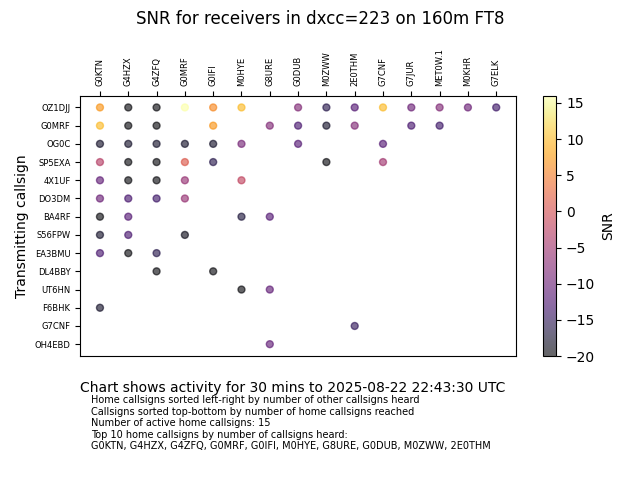 SNR for receivers in dxcc=223 on 160m FT8
G0KTN G4HZX G4ZFQ G0MRF G0IFI M0HYE G8URE G0DUB M0ZWW 2E0THM G7CNF G7JUR MET0W.1 M0KHR G7ELK
OZ1DJJ
G0MRF
OG0C
SP5EXA
4X1UF
DO3DM
BA4RF
S56FPW
EA3BMU
DL4BBY
UT6HN
F6BHK
G7CNF
OH4EBD
Transmitting callsign
15
10
5
0
−5
−10
−15
−20
SNR
Chart shows activity for 30 mins to 2025-08-22 22:43:30 UTC
Home callsigns sorted left-right by number of other callsigns heard
Callsigns sorted top-bottom by number of home callsigns reached
Number of active home callsigns: 15
Top 10 home callsigns by number of callsigns heard:
G0KTN, G4HZX, G4ZFQ, G0MRF, G0IFI, M0HYE, G8URE, G0DUB, M0ZWW, 2E0THM